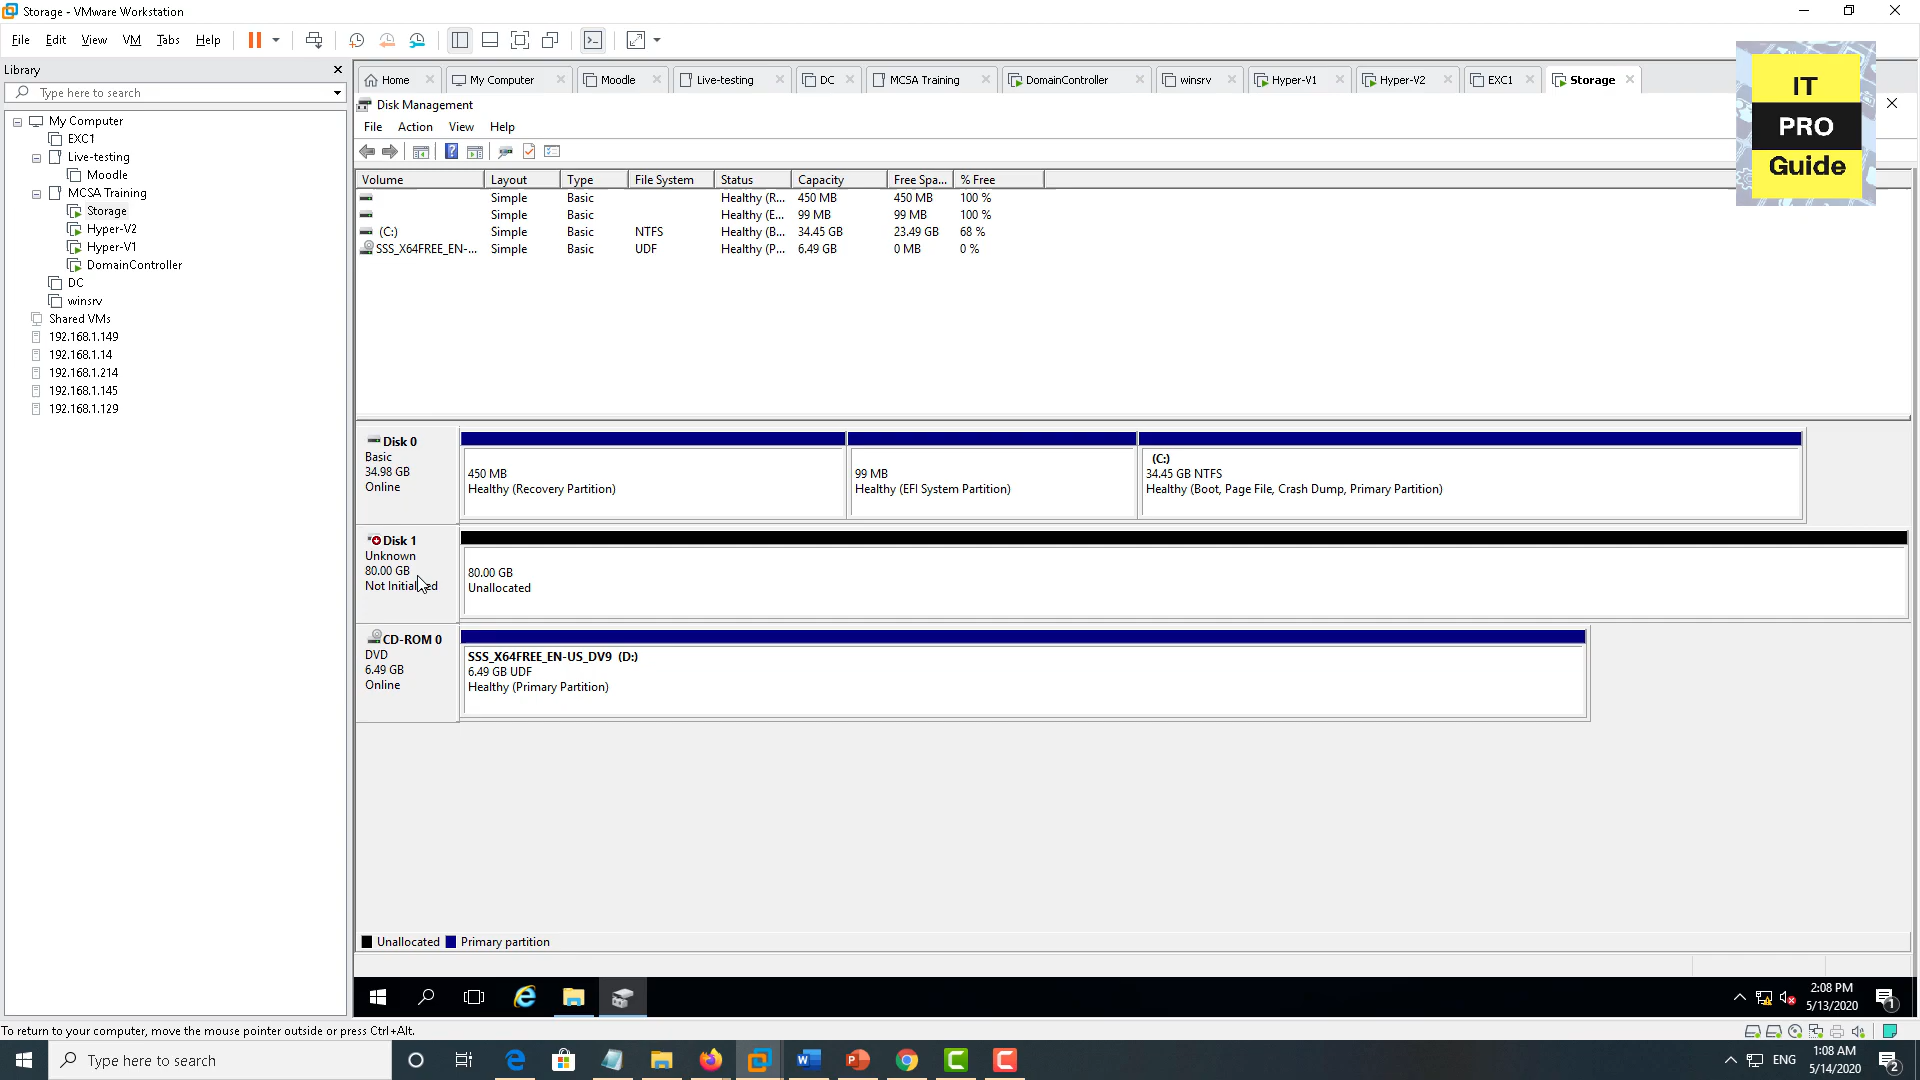 Storage - VMware Workstation
File Edit View VM Tabs Help
Library
Type here to search
My Computer
EXC1
Live-testing
Moodle
MCSA Training
Storage
Hyper-V2
Hyper-V1
DomainController
DC
winsrv
Shared VMs
192.168.1.149
192.168.1.14
192.168.1.214
192.168.1.145
192.168.1.129
Home My Computer Moodle Live-testing DC MCSA Training DomainController winsrv Hyper-V1 Hyper-V2 EXC1 Storage
IT
PRO
Guide
Disk Management
File Action View Help
Volume Layout Type File System Status Capacity Free Spa... % Free
Simple Basic Healthy (R... 450 MB 450 MB 100 %
Simple Basic Healthy (E... 99 MB 99 MB 100 %
(C:) Simple Basic NTFS Healthy (B... 34.45 GB 23.49 GB 68 %
SSS_X64FREE_EN-... Simple Basic UDF Healthy (P... 6.49 GB 0 MB 0 %
Disk 0
Basic
34.98 GB
Online
450 MB
Healthy (Recovery Partition)
99 MB
Healthy (EFI System Partition)
(C:)
34.45 GB NTFS
Healthy (Boot, Page File, Crash Dump, Primary Partition)
Disk 1
Unknown
80.00 GB
Not Initialized
80.00 GB
Unallocated
CD-ROM 0
DVD
6.49 GB
Online
SSS_X64FREE_EN-US_DV9 (D:)
6.49 GB UDF
Healthy (Primary Partition)
Unallocated Primary partition
2:08 PM
5/13/2020
1
To return to your computer, move the mouse pointer outside or press Ctrl+Alt.
Type here to search
ENG
1:08 AM
5/14/2020
2